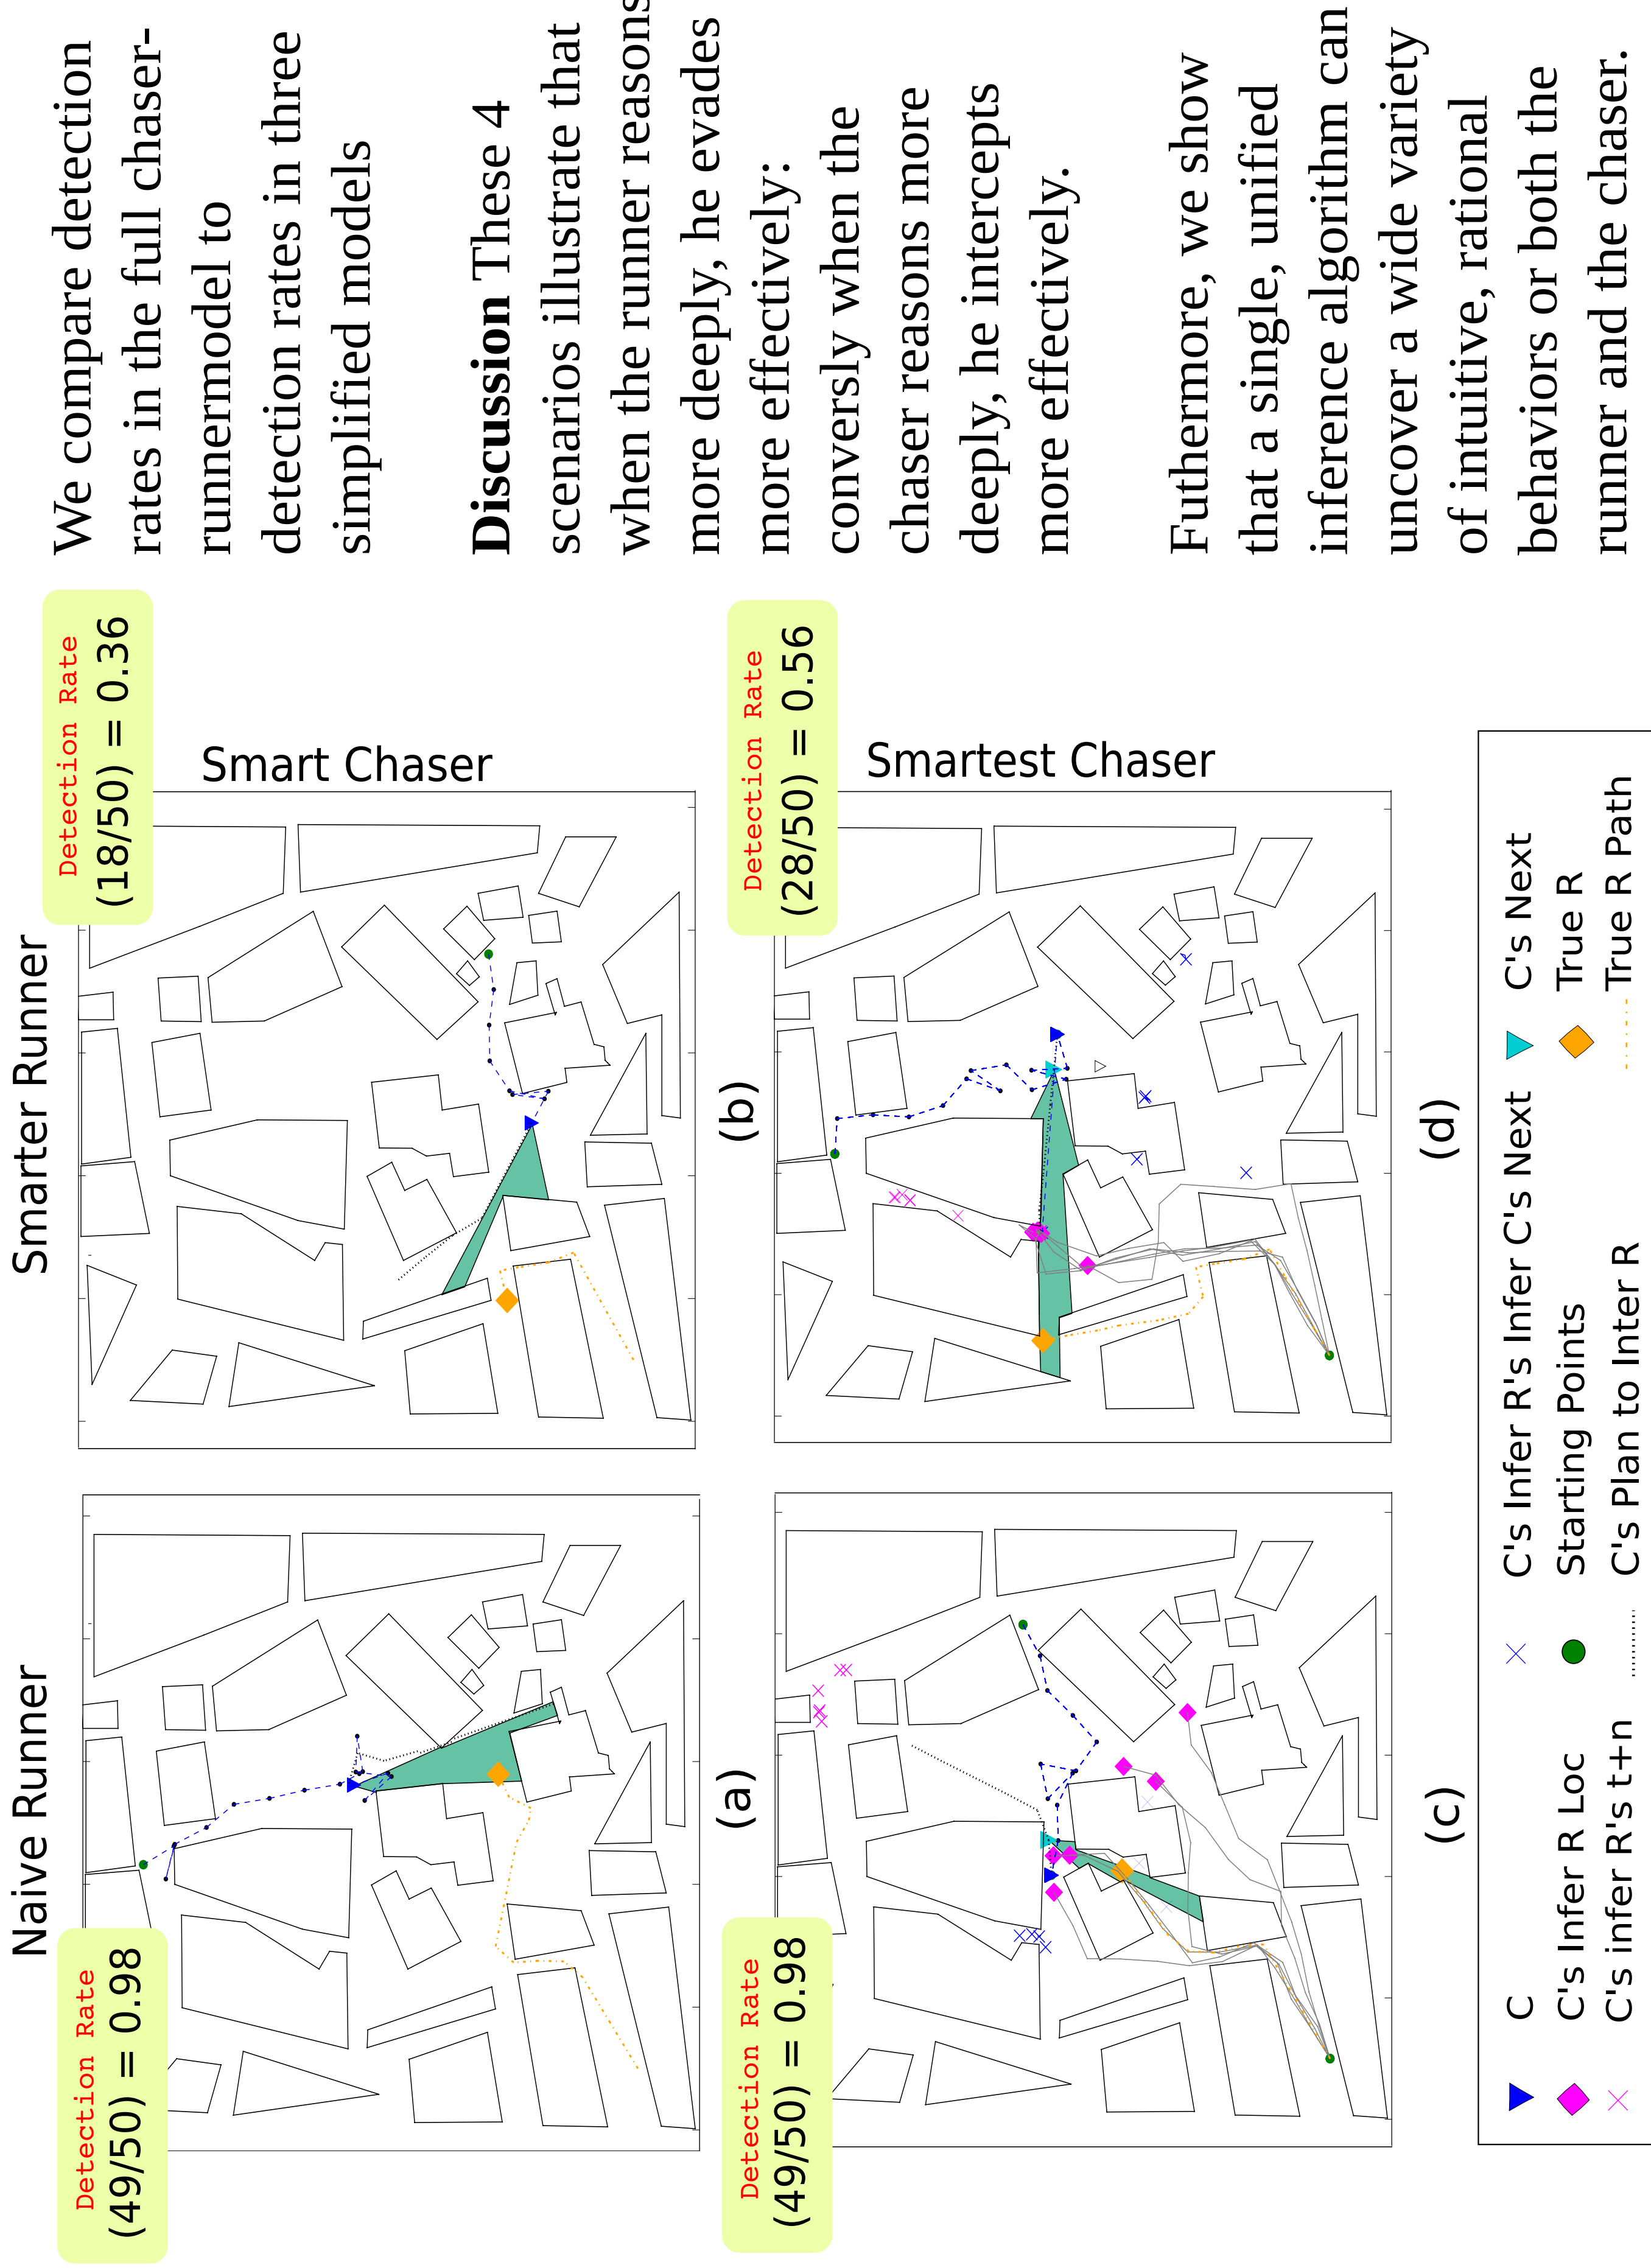 Naive Runner
Smarter Runner
Detection Rate
(49/50) = 0.98
Detection Rate
(18/50) = 0.36
Smart Chaser
(a)
(b)
Detection Rate
(49/50) = 0.98
Detection Rate
(28/50) = 0.56
Smartest Chaser
(c)
(d)
C
C's Infer R's Infer C's Next
C's Next
C's Infer R Loc
Starting Points
True R
C's infer R's t+n
C's Plan to Inter R
True R Path
We compare detection
rates in the full chaser-
runnermodel to
detection rates in three
simplified models
Discussion These 4
scenarios illustrate that
when the runner reasons
more deeply, he evades
more effectively:
conversly when the
chaser reasons more
deeply, he intercepts
more effectively.
Futhermore, we show
that a single, unified
inference algorithm can
uncover a wide variety
of intuitive, rational
behaviors or both the
runner and the chaser.